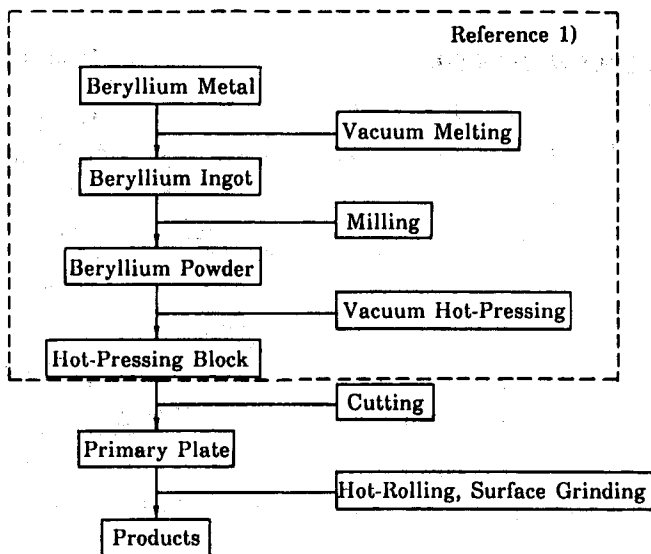 Reference 1)
Beryllium Metal
Vacuum Melting
Beryllium Ingot
Milling
Beryllium Powder
Vacuum Hot-Pressing
Hot-Pressing Block
Cutting
Primary Plate
Hot-Rolling, Surface Grinding
Products